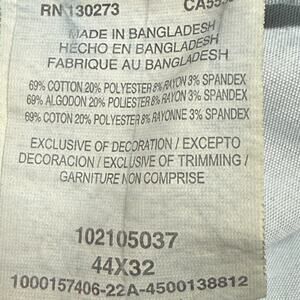 RN 130273
MADE IN BANGLADESH
HECHO EN BANGLADESH
FABRIQUE AU BANGLADESH
69% COTTON 20% POLYESTER 8% RAYON 3% SPANDEX
69% ALGODON 20% POLIESTER 8% RAYON 3% SPANDEX
69% COTON 20% POLYESTER 8% RAYONNE 3% SPANDEX
EXCLUSIVE OF DECORATION / EXCEPTO
DECORACION / EXCLUSIVE OF TRIMMING /
GARNITURE NON COMPRISE
102105037
44X32
1000157406-22A-4500138812